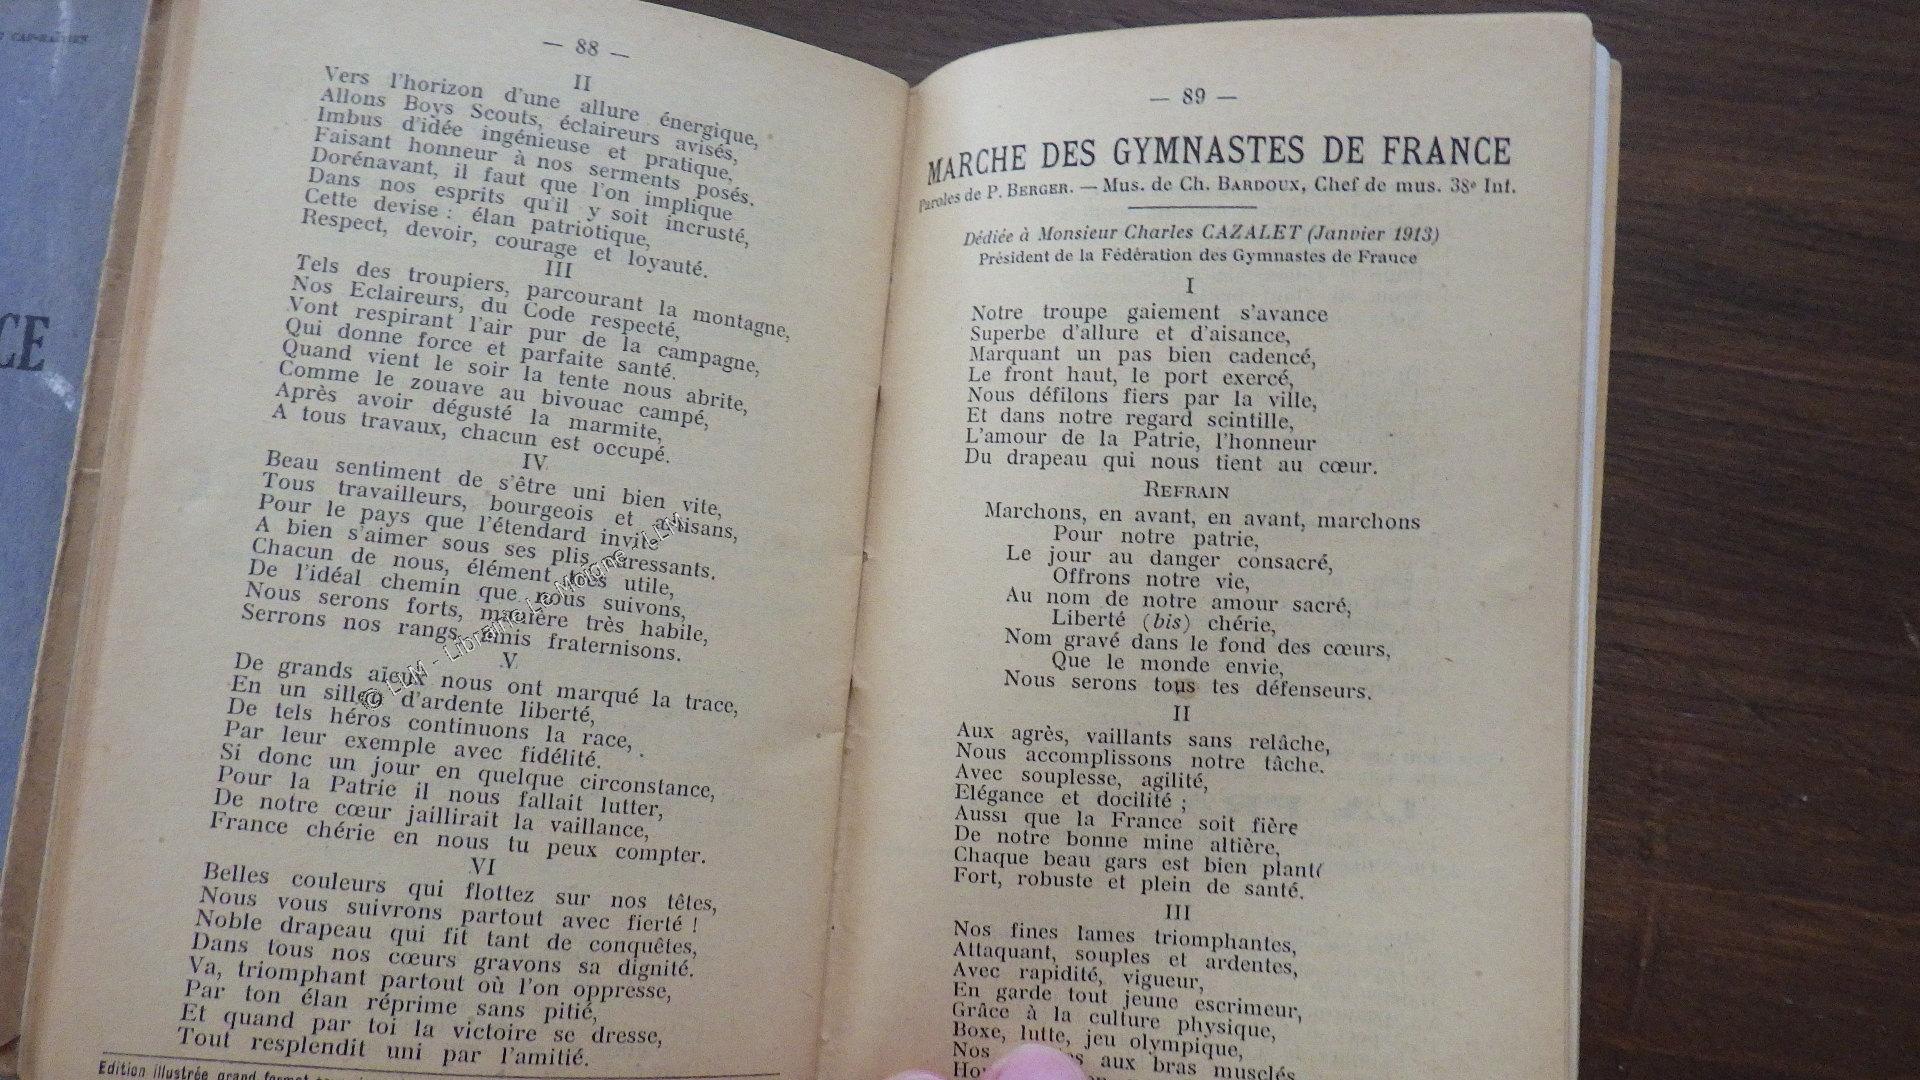 CAP-HAÏTIEN
CE
— 88 —
II
Vers l'horizon d'une allure énergique,
Allons Boys Scouts, éclaireurs avisés,
Imbus d'idée ingénieuse et pratique,
Faisant honneur à nos serments posés.
Dorénavant, il faut que l'on implique
Dans nos esprits qu'il y soit incrusté,
Cette devise : élan patriotique,
Respect, devoir, courage et loyauté.
III
Tels des troupiers, parcourant la montagne,
Nos Eclaireurs, du Code respecté,
Vont respirant l'air pur de la campagne,
Qui donne force et parfaite santé.
Quand vient le soir la tente nous abrite,
Comme le zouave au bivouac campé,
Après avoir dégusté la marmite,
A tous travaux, chacun est occupé.
IV
Beau sentiment de s'être uni bien vite,
Tous travailleurs, bourgeois et artisans,
Pour le pays que l'étendard invite
A bien s'aimer sous ses plis caressants.
Chacun de nous, élément très utile,
De l'idéal chemin que nous suivons,
Nous serons forts, manière très habile,
Serrons nos rangs, amis fraternisons.
V
De grands aïeux nous ont marqué la trace,
En un sillon d'ardente liberté,
De tels héros continuons la race,
Par leur exemple avec fidélité.
Si donc un jour en quelque circonstance,
Pour la Patrie il nous fallait lutter,
De notre cœur jaillirait la vaillance,
France chérie en nous tu peux compter.
VI
Belles couleurs qui flottez sur nos têtes,
Nous vous suivrons partout avec fierté !
Noble drapeau qui fit tant de conquêtes,
Dans tous nos cœurs gravons sa dignité.
Va, triomphant partout où l'on oppresse,
Par ton élan réprime sans pitié,
Et quand par toi la victoire se dresse,
Tout resplendit uni par l'amitié.
Edition illustrée grand format
© LLM - Librairie Le Moigne - LLM
— 89 —
MARCHE DES GYMNASTES DE FRANCE
Paroles de P. BERGER. — Mus. de Ch. BARDOUX, Chef de mus. 38e Inf.
Dédiée à Monsieur Charles CAZALET (Janvier 1913)
Président de la Fédération des Gymnastes de France
I
Notre troupe gaiement s'avance
Superbe d'allure et d'aisance,
Marquant un pas bien cadencé,
Le front haut, le port exercé,
Nous défilons fiers par la ville,
Et dans notre regard scintille,
L'amour de la Patrie, l'honneur
Du drapeau qui nous tient au cœur.
REFRAIN
Marchons, en avant, en avant, marchons
Pour notre patrie,
Le jour au danger consacré,
Offrons notre vie,
Au nom de notre amour sacré,
Liberté (bis) chérie,
Nom gravé dans le fond des cœurs,
Que le monde envie,
Nous serons tous tes défenseurs.
II
Aux agrès, vaillants sans relâche,
Nous accomplissons notre tâche.
Avec souplesse, agilité,
Elégance et docilité ;
Aussi que la France soit fière
De notre bonne mine altière,
Chaque beau gars est bien planté
Fort, robuste et plein de santé.
III
Nos fines lames triomphantes,
Attaquant, souples et ardentes,
Avec rapidité, vigueur,
En garde tout jeune escrimeur,
Grâce à la culture physique,
Boxe, lutte, jeu olympique,
Nos aux bras musclés